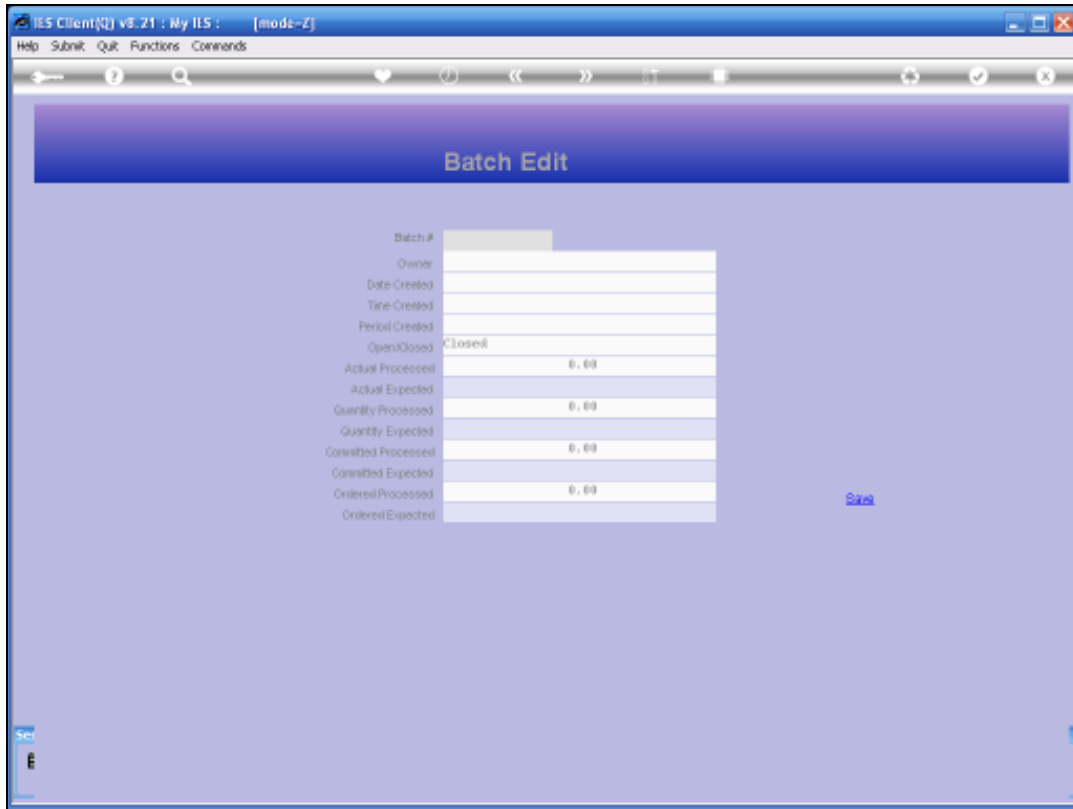 IES Client(Q) v8.21 : My IES : [mode=Z]
Help Submit Quit Functions Commands
Batch Edit
Batch #
Owner
Date Created
Time Created
Period Created
Open/Closed Closed
Actual Processed 0.00
Actual Expected
Quantity Processed 0.00
Quantity Expected
Committed Processed 0.00
Committed Expected
Ordered Processed 0.00
Save
Ordered Expected
Ser